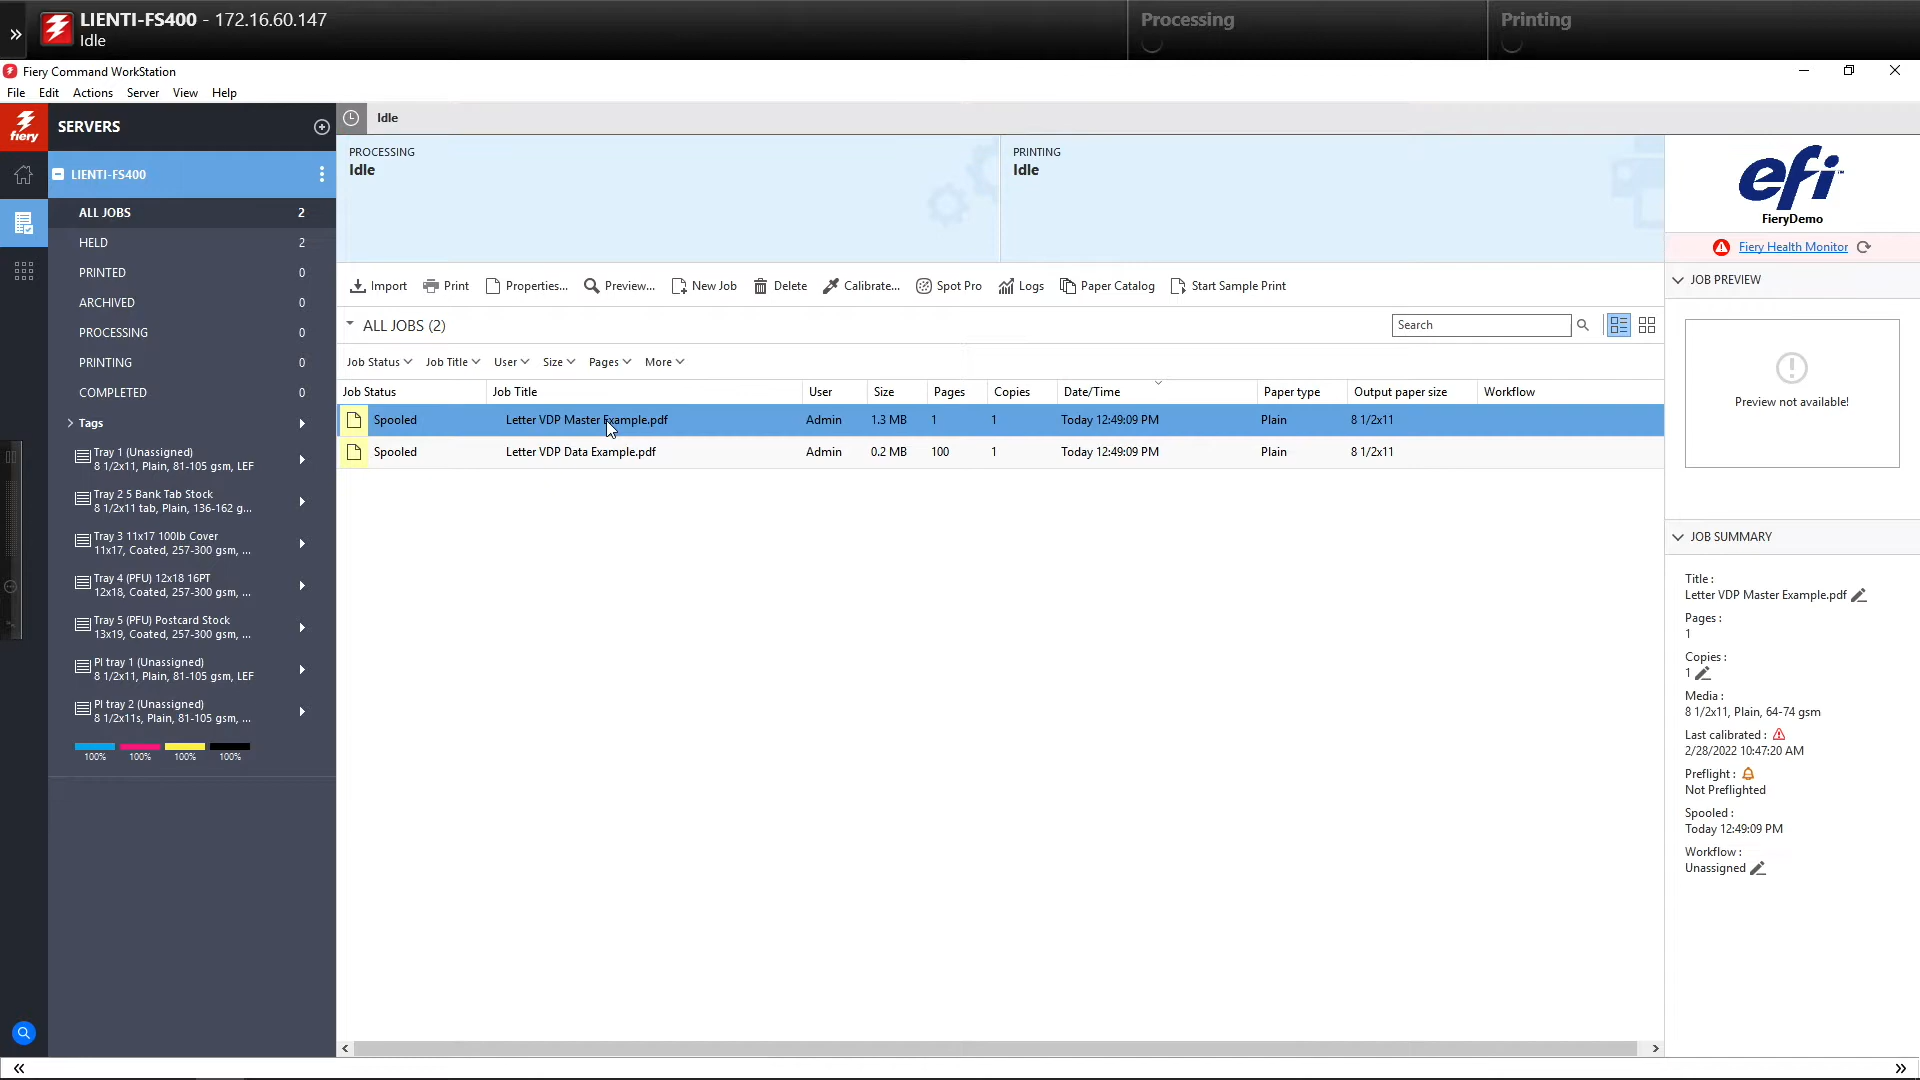 LIENTI-FS400 - 172.16.60.147
Idle
Processing
Printing
Fiery Command WorkStation
File Edit Actions Server View Help
fiery
SERVERS
LIENTI-FS400
ALL JOBS 2
HELD 2
PRINTED 0
ARCHIVED 0
PROCESSING 0
PRINTING 0
COMPLETED 0
Tags
Tray 1 (Unassigned)
8 1/2x11, Plain, 81-105 gsm, LEF
Tray 2 5 Bank Tab Stock
8 1/2x11 tab, Plain, 136-162 g...
Tray 3 11x17 100lb Cover
11x17, Coated, 257-300 gsm, ...
Tray 4 (PFU) 12x18 16PT
12x18, Coated, 257-300 gsm, ...
Tray 5 (PFU) Postcard Stock
13x19, Coated, 257-300 gsm, ...
PI tray 1 (Unassigned)
8 1/2x11, Plain, 81-105 gsm, LEF
PI tray 2 (Unassigned)
8 1/2x11s, Plain, 81-105 gsm, ...
100% 100% 100% 100%
Idle
PROCESSING
Idle
PRINTING
Idle
Import Print Properties... Preview... New Job Delete Calibrate... Spot Pro Logs Paper Catalog Start Sample Print
ALL JOBS (2)
Search
Job Status Job Title User Size Pages More
Job Status Job Title User Size Pages Copies Date/Time Paper type Output paper size Workflow
Spooled Letter VDP Master Example.pdf Admin 1.3 MB 1 1 Today 12:49:09 PM Plain 8 1/2x11
Spooled Letter VDP Data Example.pdf Admin 0.2 MB 100 1 Today 12:49:09 PM Plain 8 1/2x11
efi
FieryDemo
Fiery Health Monitor
JOB PREVIEW
Preview not available!
JOB SUMMARY
Title :
Letter VDP Master Example.pdf
Pages :
1
Copies :
1
Media :
8 1/2x11, Plain, 64-74 gsm
Last calibrated :
2/28/2022 10:47:20 AM
Preflight :
Not Preflighted
Spooled :
Today 12:49:09 PM
Workflow :
Unassigned